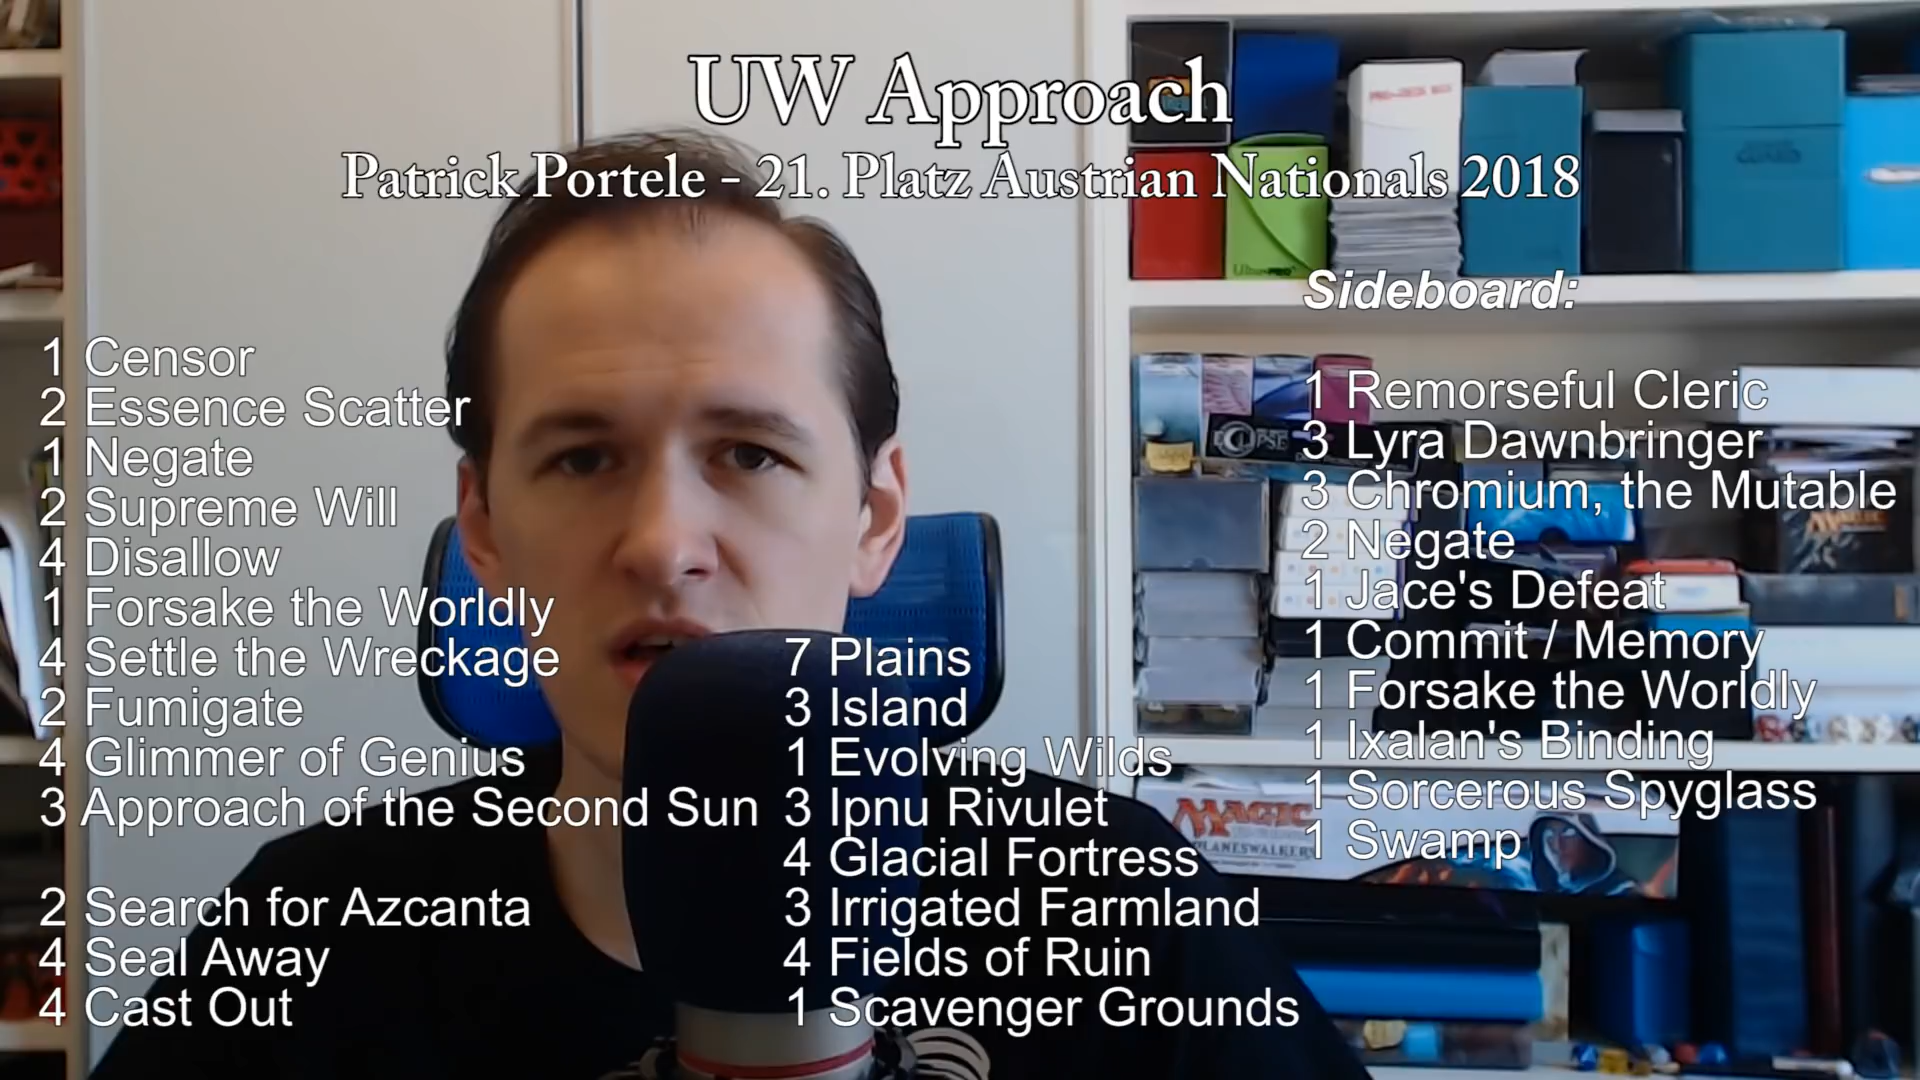 UW Approach
Patrick Portele - 21. Platz Austrian Nationals 2018
1 Censor
2 Essence Scatter
1 Negate
2 Supreme Will
4 Disallow
1 Forsake the Worldly
4 Settle the Wreckage
2 Fumigate
4 Glimmer of Genius
3 Approach of the Second Sun
2 Search for Azcanta
4 Seal Away
4 Cast Out
7 Plains
3 Island
1 Evolving Wilds
3 Ipnu Rivulet
4 Glacial Fortress
3 Irrigated Farmland
4 Fields of Ruin
1 Scavenger Grounds
Sideboard:
1 Remorseful Cleric
3 Lyra Dawnbringer
3 Chromium, the Mutable
2 Negate
1 Jace's Defeat
1 Commit / Memory
1 Forsake the Worldly
1 Ixalan's Binding
1 Sorcerous Spyglass
1 Swamp
ECLIPSE
MAGIC
PLANESWALKERS